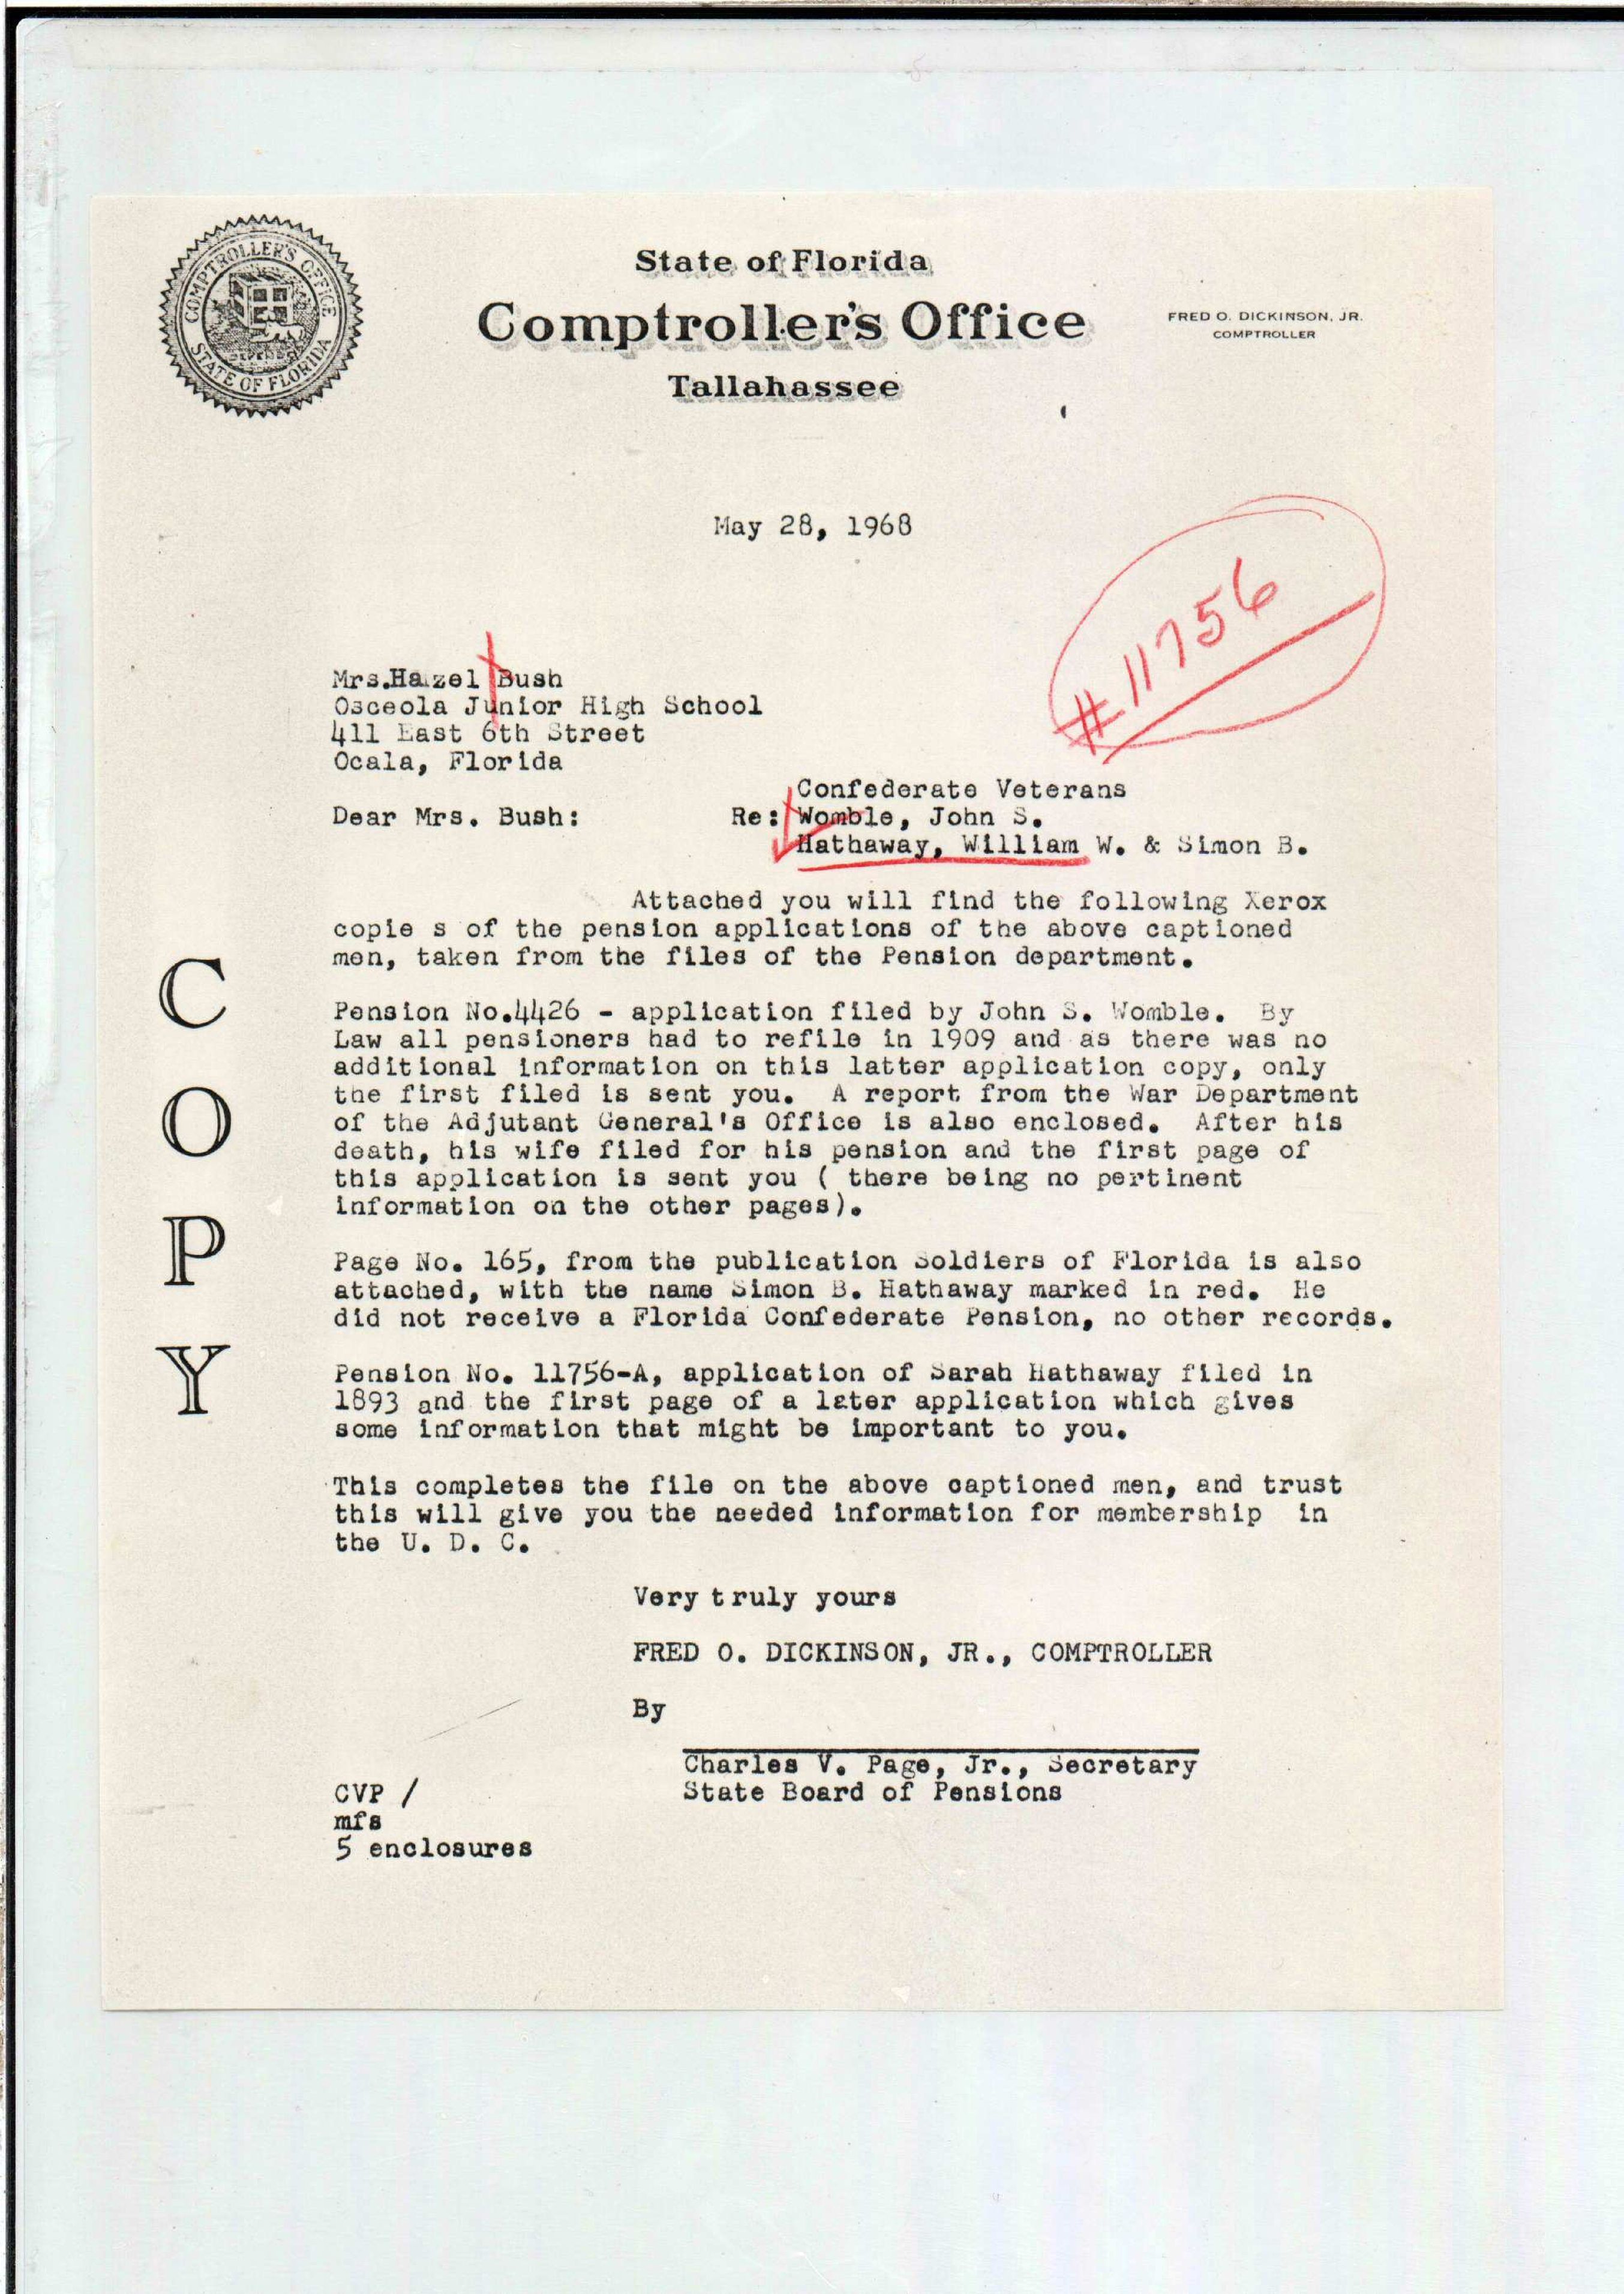 COMPTROLLER'S OFFICE
STATE OF FLORIDA
State of Florida
Comptroller's Office
Tallahassee
FRED O. DICKINSON, JR.
COMPTROLLER
May 28, 1968
#11756
Mrs.Hazel Bush
Osceola Junior High School
411 East 6th Street
Ocala, Florida
Confederate Veterans
Dear Mrs. Bush: Re: Womble, John S.
Hathaway, William W. & Simon B.
Attached you will find the following Xerox
copie s of the pension applications of the above captioned
men, taken from the files of the Pension department.
Pension No.4426 - application filed by John S. Womble. By
Law all pensioners had to refile in 1909 and as there was no
additional information on this latter application copy, only
the first filed is sent you. A report from the War Department
of the Adjutant General's Office is also enclosed. After his
death, his wife filed for his pension and the first page of
this application is sent you ( there being no pertinent
information on the other pages).
Page No. 165, from the publication Soldiers of Florida is also
attached, with the name Simon B. Hathaway marked in red. He
did not receive a Florida Confederate Pension, no other records.
Pension No. 11756-A, application of Sarah Hathaway filed in
1893 and the first page of a later application which gives
some information that might be important to you.
This completes the file on the above captioned men, and trust
this will give you the needed information for membership in
the U. D. C.
Very truly yours
FRED O. DICKINSON, JR., COMPTROLLER
By
Charles V. Page, Jr., Secretary
State Board of Pensions
CVP /
mfs
5 enclosures
COPY